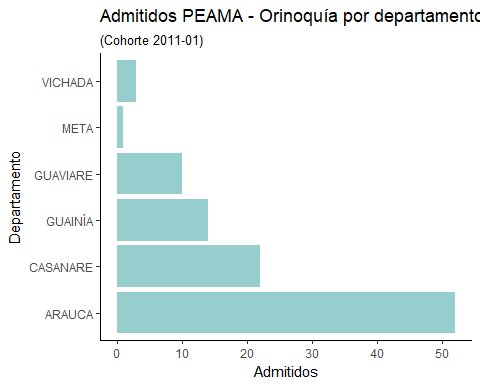 Admitidos PEAMA - Orinoquía por departamento
(Cohorte 2011-01)
VICHADA
META
GUAVIARE
GUAINÍA
CASANARE
ARAUCA
Departamento
0 10 20 30 40 50
Admitidos